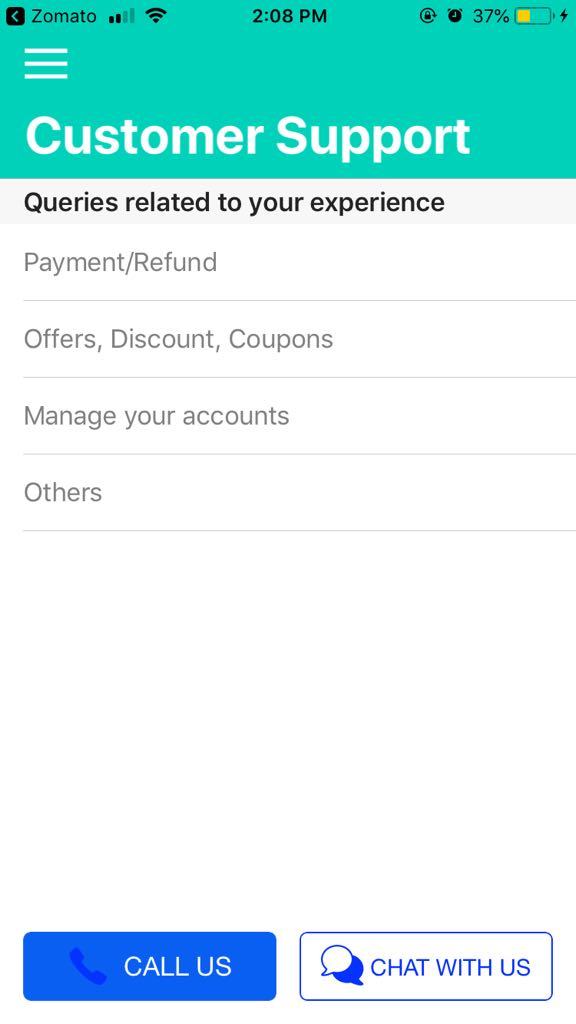 Zomato 2:08 PM 37%
Customer Support
Queries related to your experience
Payment/Refund
Offers, Discount, Coupons
Manage your accounts
Others
CALL US CHAT WITH US